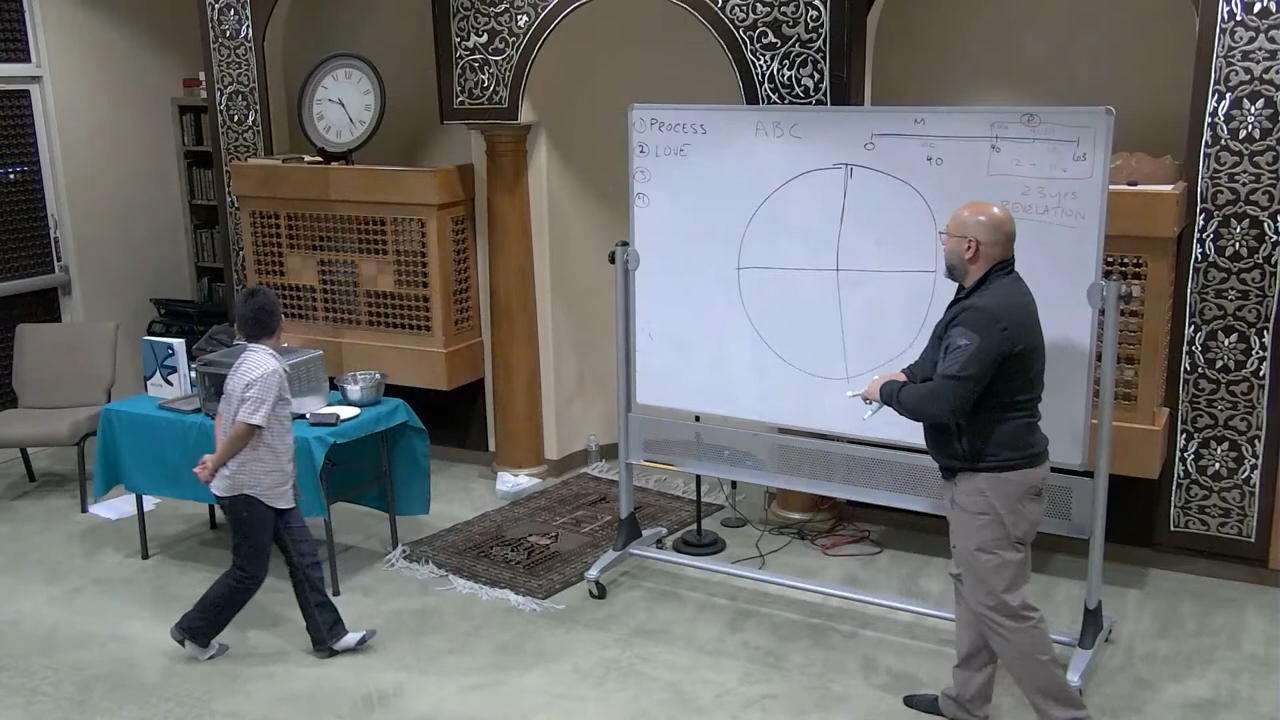 ① PROCESS
② LOVE
③
④
ABC
M
0
40
40
P
63
23 yrs
REVELATION